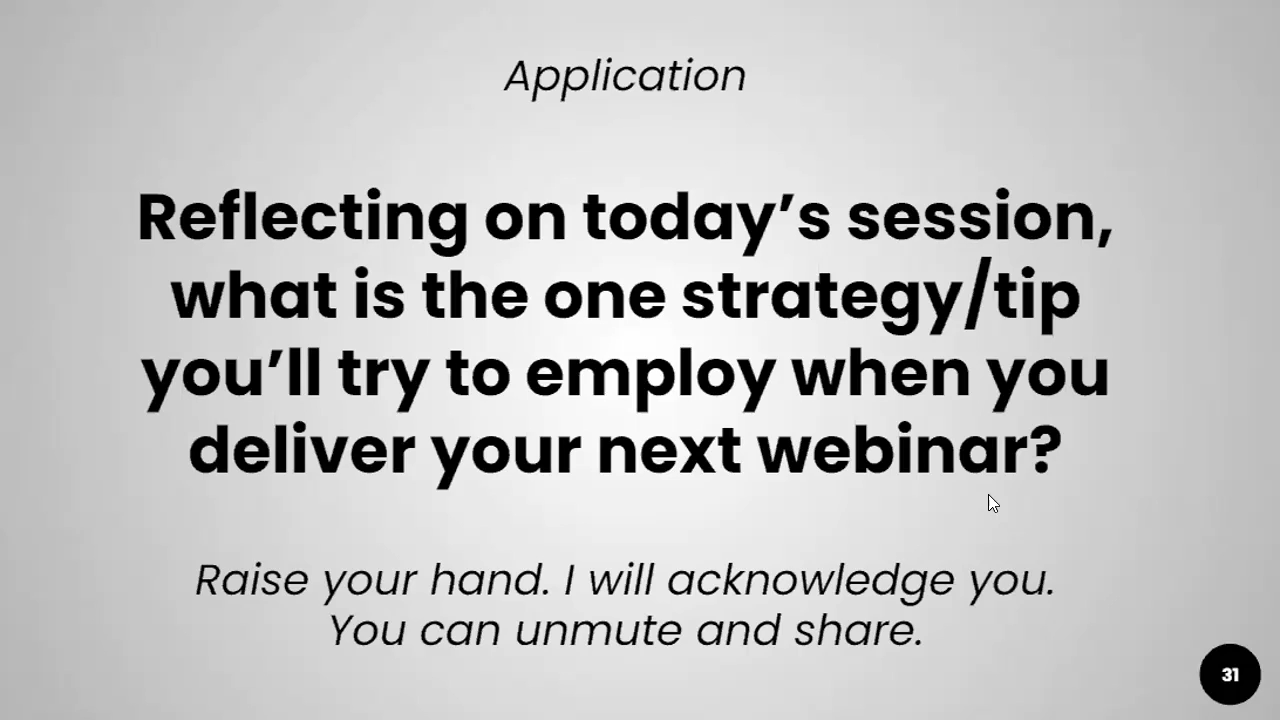 Application
Reflecting on today’s session,
what is the one strategy/tip
you’ll try to employ when you
deliver your next webinar?
Raise your hand. I will acknowledge you.
You can unmute and share.
31